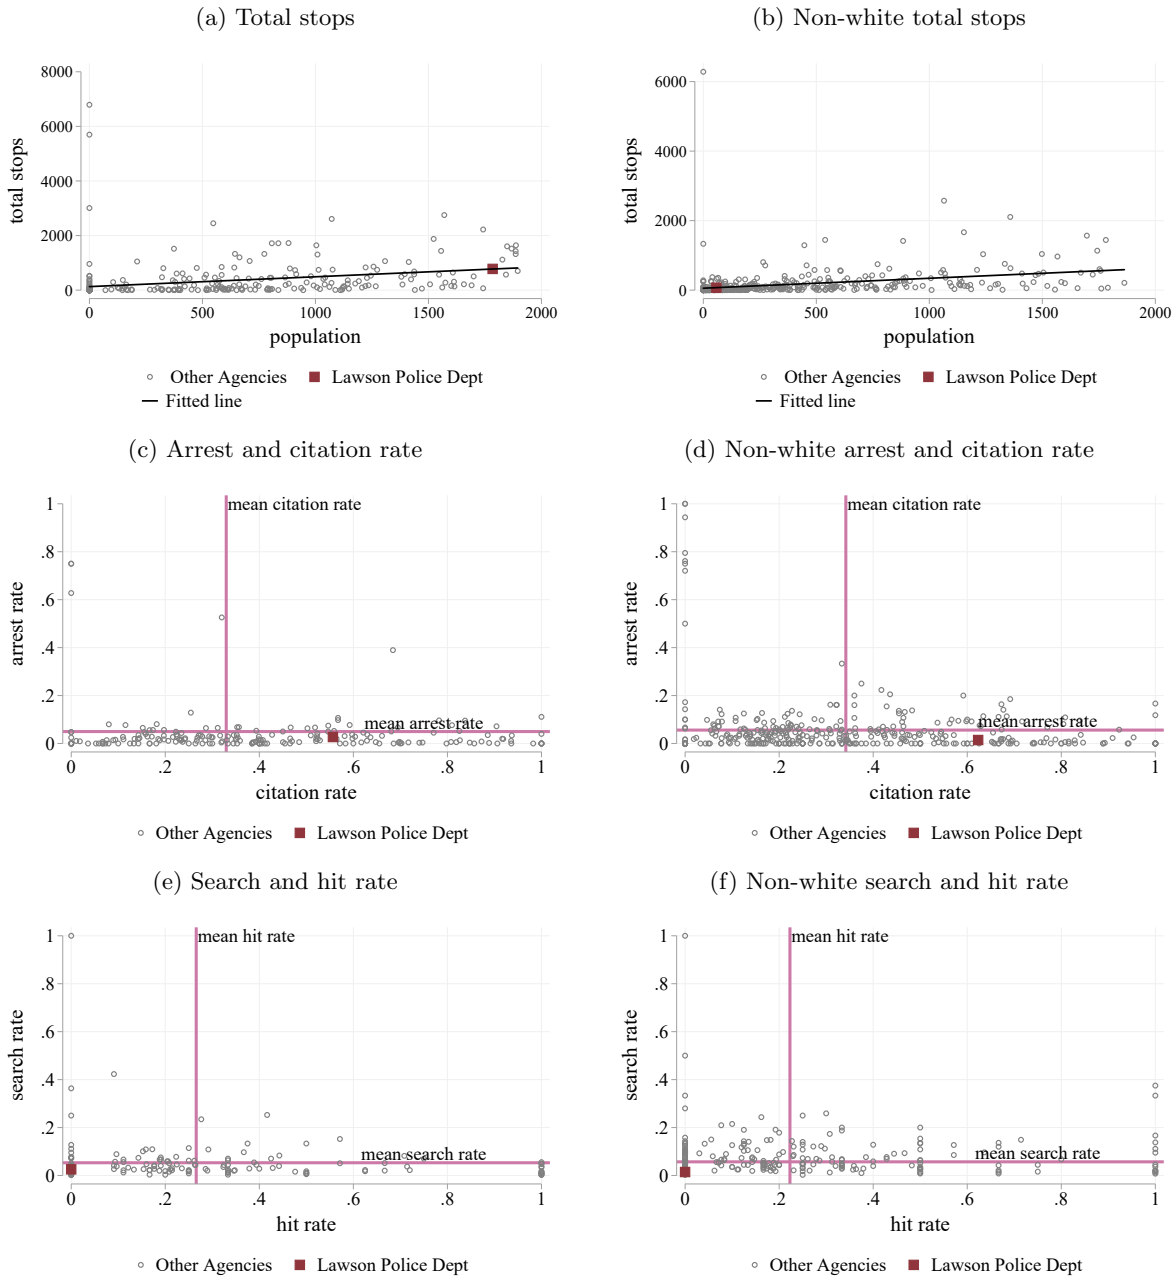 (a) Total stops
(b) Non-white total stops
8000
6000
4000
2000
0
total stops
0 500 1000 1500 2000
population
Other Agencies Lawson Police Dept
Fitted line
6000
4000
2000
0
total stops
0 500 1000 1500 2000
population
Other Agencies Lawson Police Dept
Fitted line
(c) Arrest and citation rate
(d) Non-white arrest and citation rate
1
.8
.6
.4
.2
0
arrest rate
mean citation rate
mean arrest rate
0 .2 .4 .6 .8 1
citation rate
Other Agencies Lawson Police Dept
1
.8
.6
.4
.2
0
arrest rate
mean citation rate
mean arrest rate
0 .2 .4 .6 .8 1
citation rate
Other Agencies Lawson Police Dept
(e) Search and hit rate
(f) Non-white search and hit rate
1
.8
.6
.4
.2
0
search rate
mean hit rate
mean search rate
0 .2 .4 .6 .8 1
hit rate
Other Agencies Lawson Police Dept
1
.8
.6
.4
.2
0
search rate
mean hit rate
mean search rate
0 .2 .4 .6 .8 1
hit rate
Other Agencies Lawson Police Dept